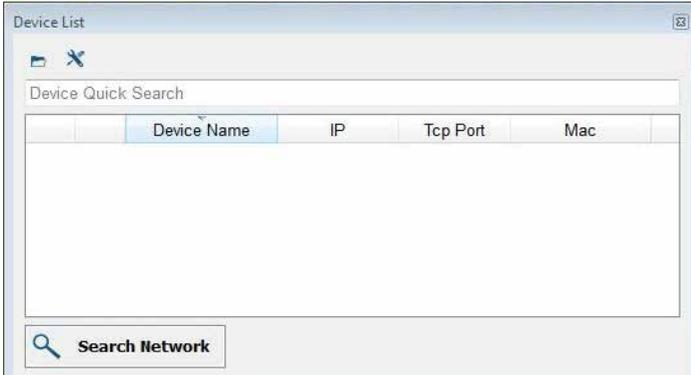 Device List
Device Quick Search
Device Name IP Tcp Port Mac
Search Network